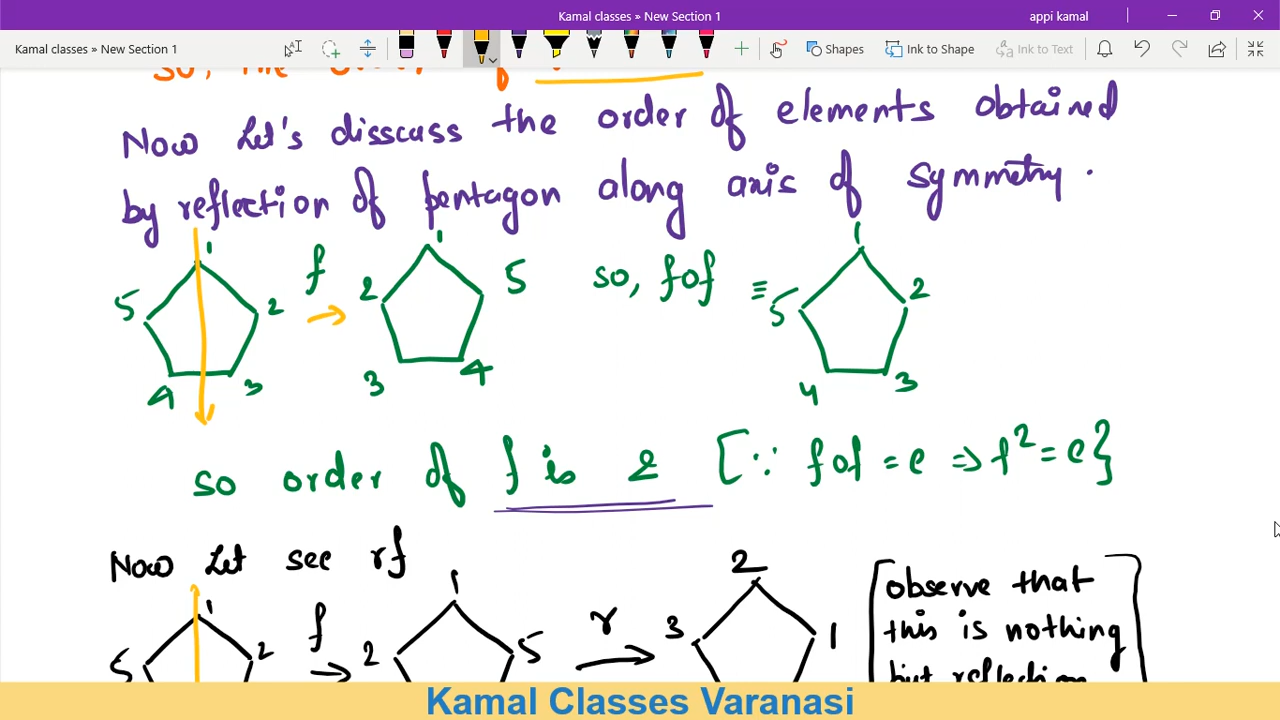 Kamal classes » New Section 1
appi kamal
Kamal classes » New Section 1
Shapes
Ink to Shape
Ink to Text
so, the
Now Let's disscuss the order of elements obtained
by reflection of pentagon along axis of symmetry.
1
5
2
4
3
f
→
1
2
5
3
4
so, fof ≡
1
5
2
4
3
so order of f is 2 [∵ fof = e ⇒ f² = e}
Now Let see rf
1
5
2
f
→
1
2
5
r
→
2
3
1
observe that
this is nothing
but reflection
Kamal Classes Varanasi